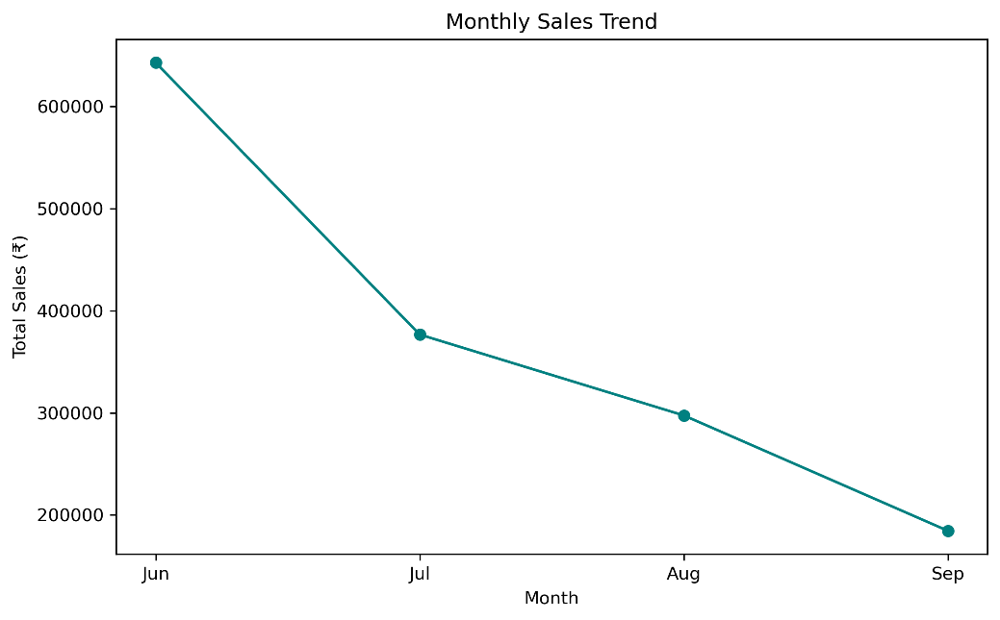 Monthly Sales Trend
Total Sales (₹)
600000
500000
400000
300000
200000
Jun Jul Aug Sep
Month